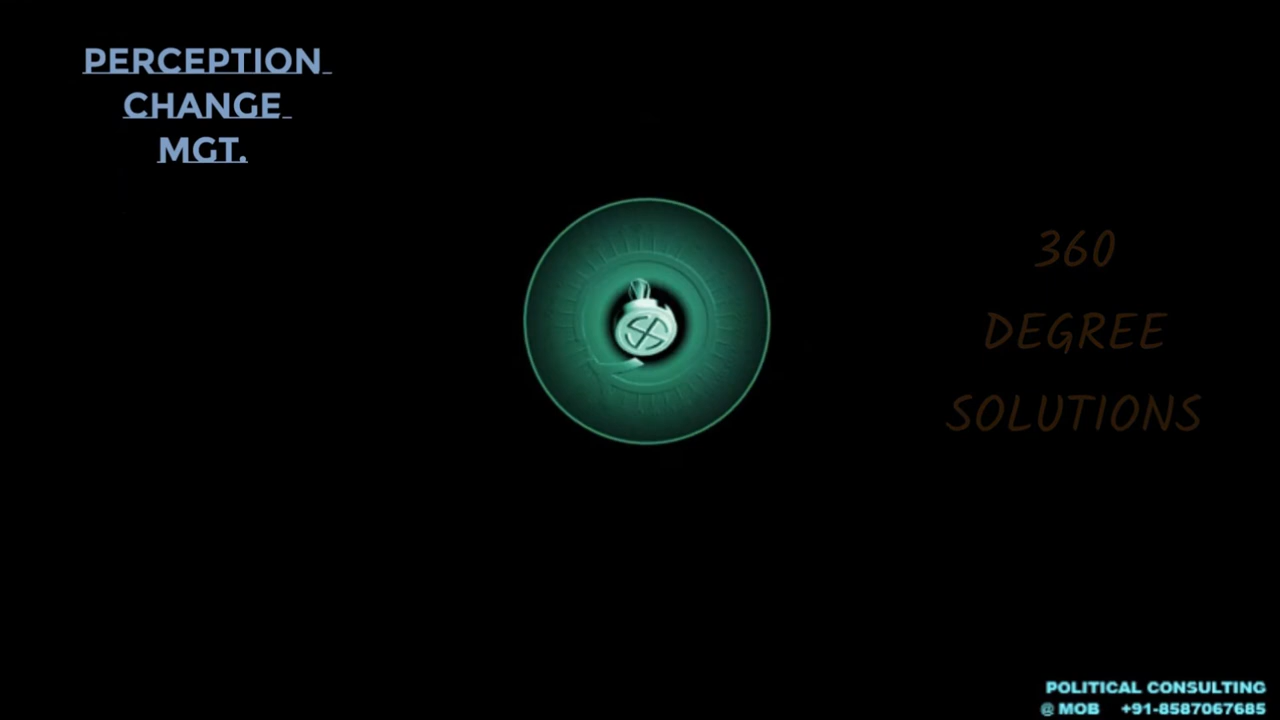 PERCEPTION
CHANGE
MGT.
360
DEGREE
SOLUTIONS
POLITICAL CONSULTING
@ MOB +91-8587067685